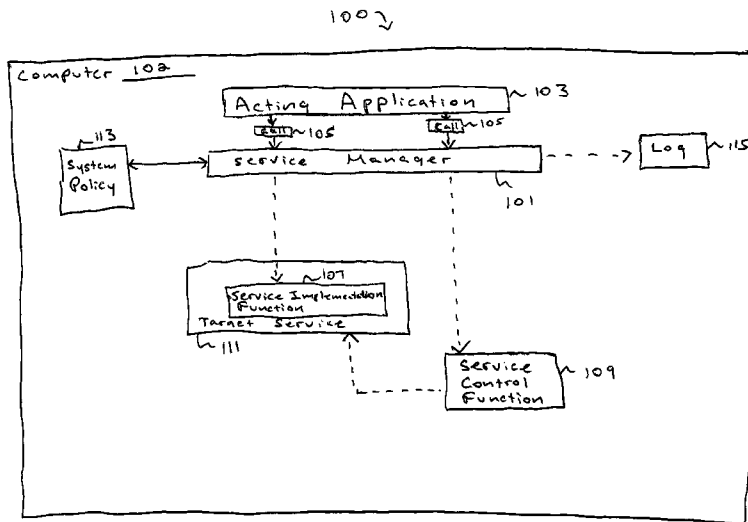 100
Computer 102
Acting Application
103
Call
105
Call
105
113
System
Policy
Service Manager
101
Log
115
107
Service Implementation
Function
Target Service
111
Service
Control
Function
109